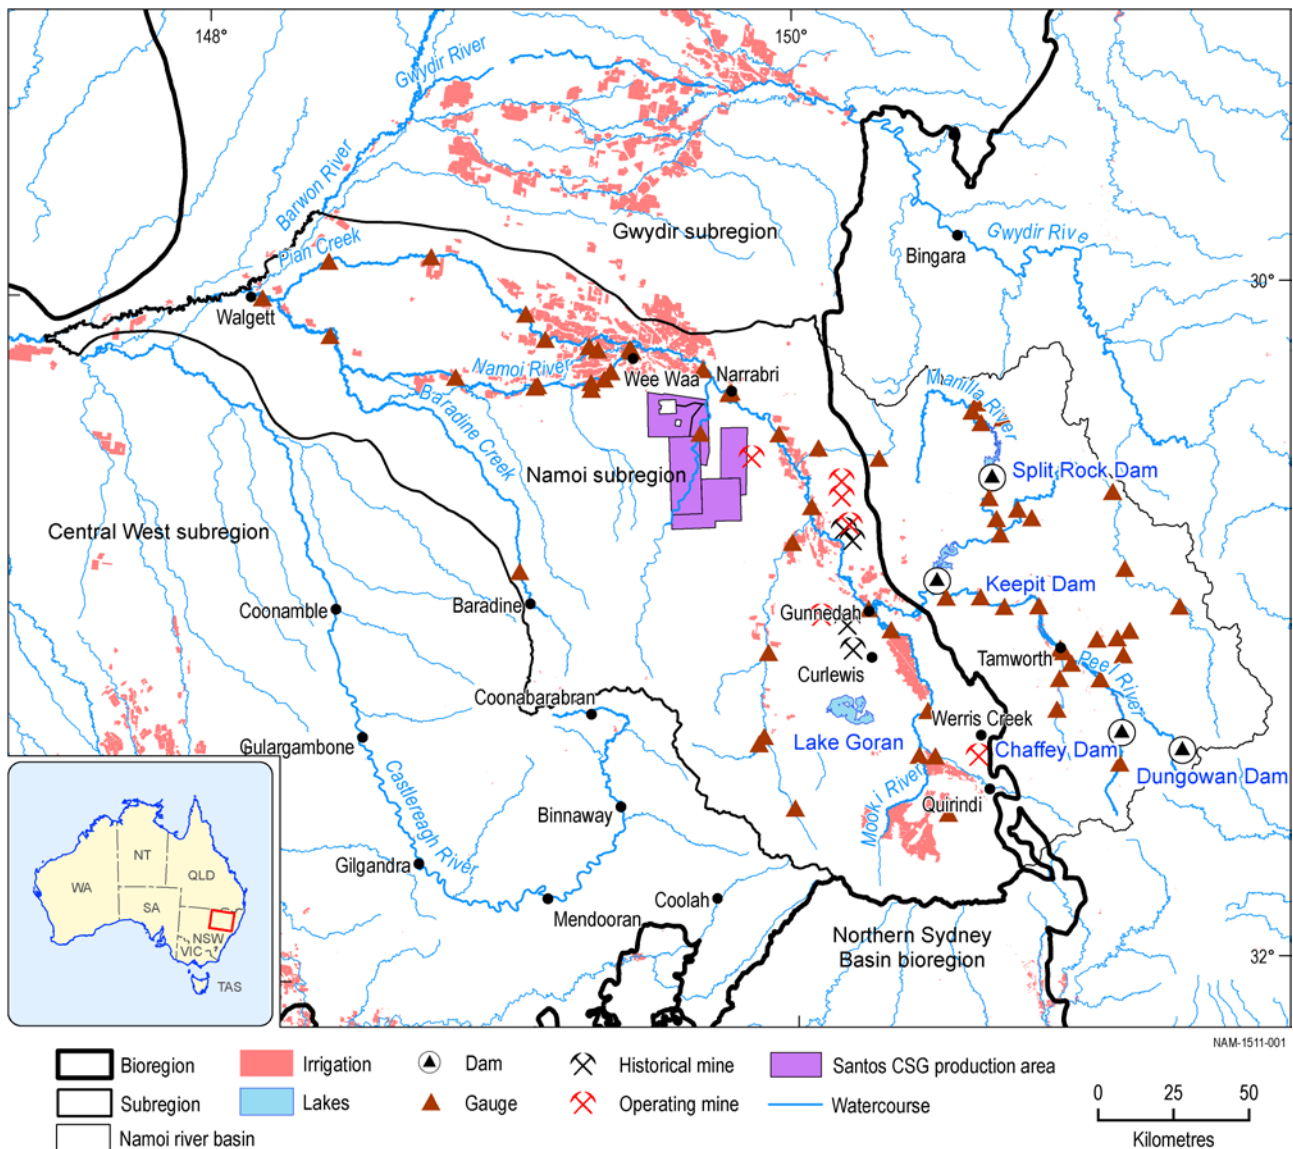 148°
150°
Gwydir River
Barwon River
Pian Creek
Gwydir subregion
Gwydir Rive
Bingara
30°
Walgett
Namoi River
Wee Waa
Narrabri
Manilla River
Baradine Creek
Namoi subregion
Split Rock Dam
Central West subregion
Keepit Dam
Coonamble
Baradine
Gunnedah
Tamworth
Peel River
Curlewis
Coonabarabran
Werris Creek
Lake Goran
Chaffey Dam
Gulargambone
Dungowan Dam
Castlereagh River
Mooki River
Quirindi
Binnaway
Gilgandra
Coolah
Mendooran
Northern Sydney
Basin bioregion
32°
NT
QLD
WA
SA
NSW
VIC
TAS
NAM-1511-001
Bioregion
Irrigation
Dam
Historical mine
Santos CSG production area
Subregion
Lakes
Gauge
Operating mine
Watercourse
Namoi river basin
0 25 50
Kilometres